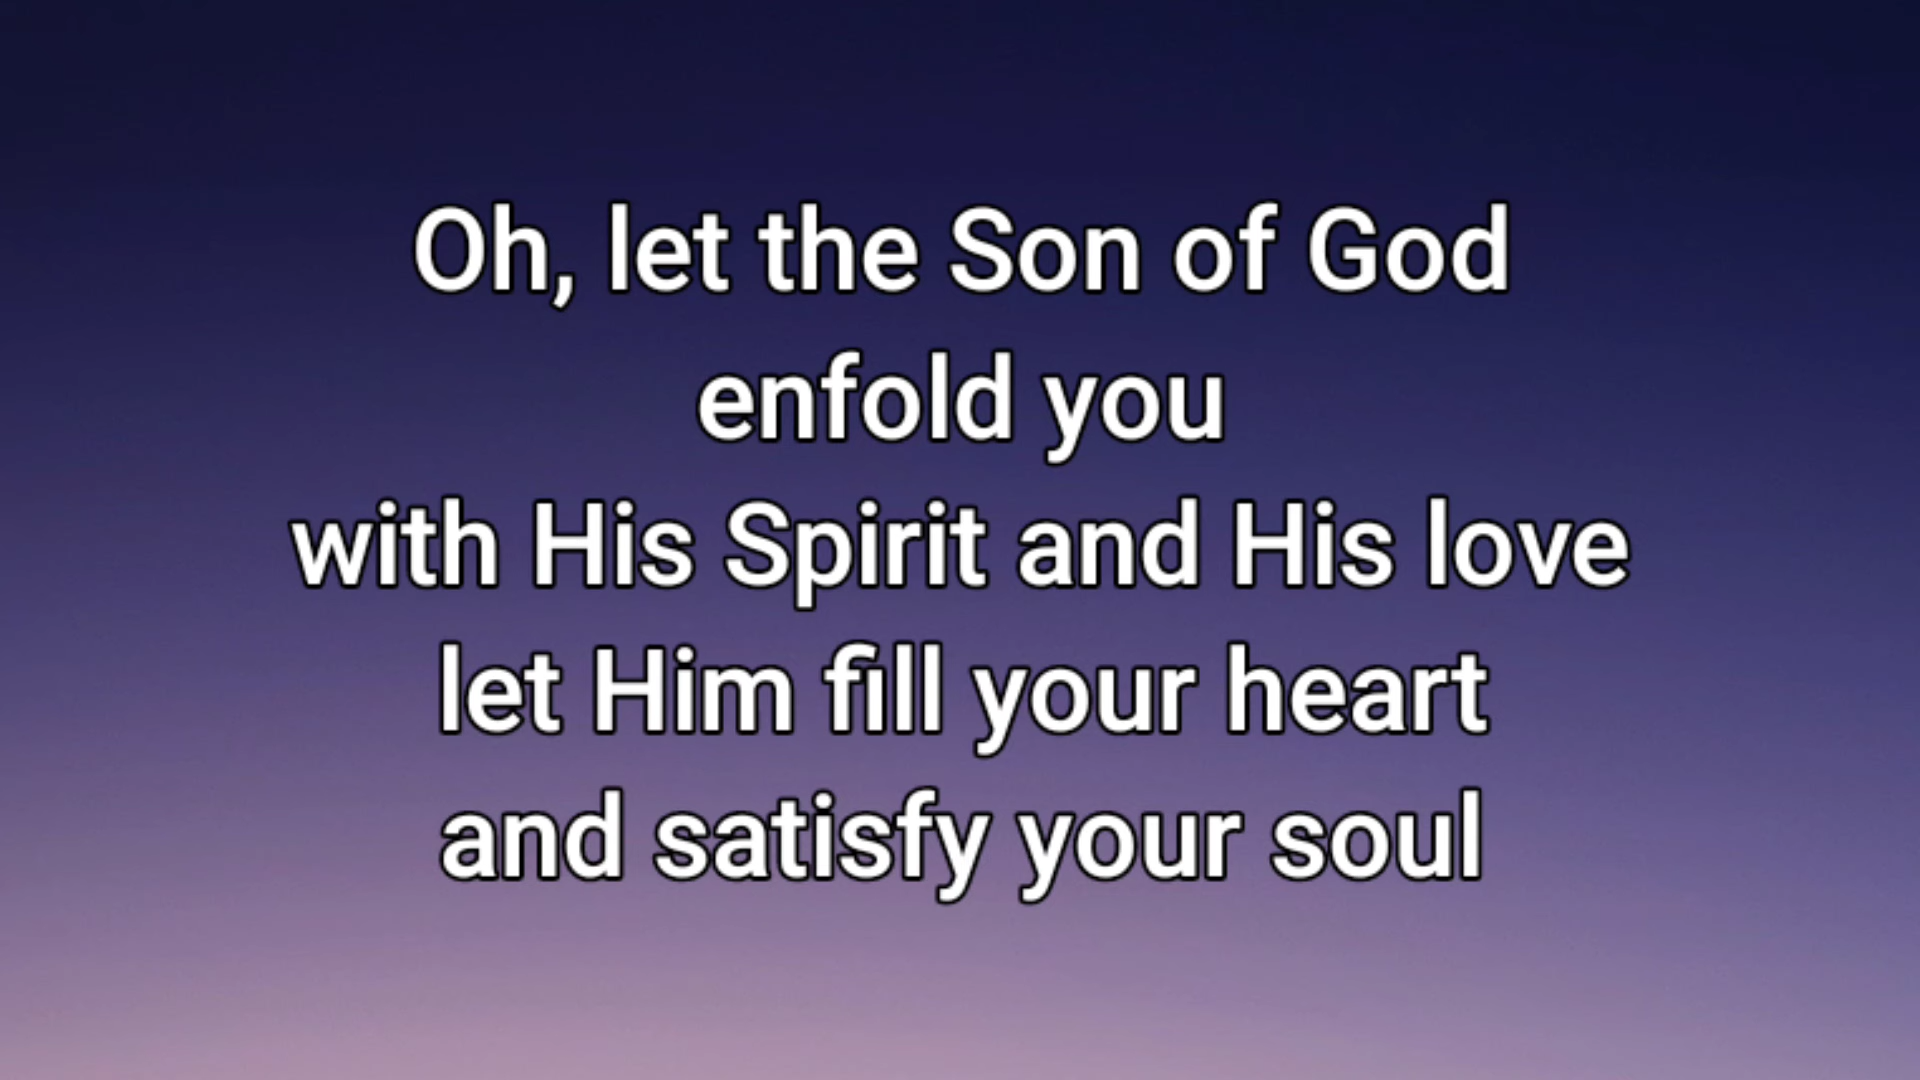 Oh, let the Son of God
enfold you
with His Spirit and His love
let Him fill your heart
and satisfy your soul